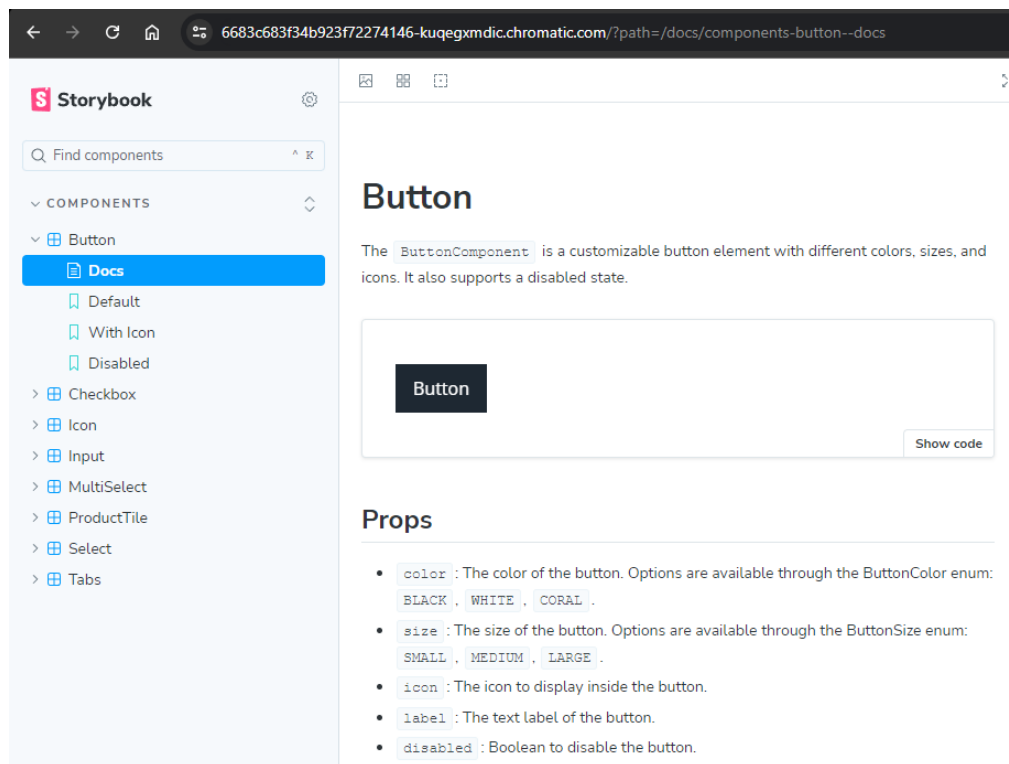 6683c683f34b923f72274146-kuqegxmdic.chromatic.com/?path=/docs/components-button--docs
Storybook
Find components
^ K
COMPONENTS
Button
Docs
Default
With Icon
Disabled
Checkbox
Icon
Input
MultiSelect
ProductTile
Select
Tabs
Button
The ButtonComponent is a customizable button element with different colors, sizes, and
icons. It also supports a disabled state.
Button
Show code
Props
• color : The color of the button. Options are available through the ButtonColor enum:
BLACK , WHITE , CORAL .
• size : The size of the button. Options are available through the ButtonSize enum:
SMALL , MEDIUM , LARGE .
• icon : The icon to display inside the button.
• label : The text label of the button.
• disabled : Boolean to disable the button.